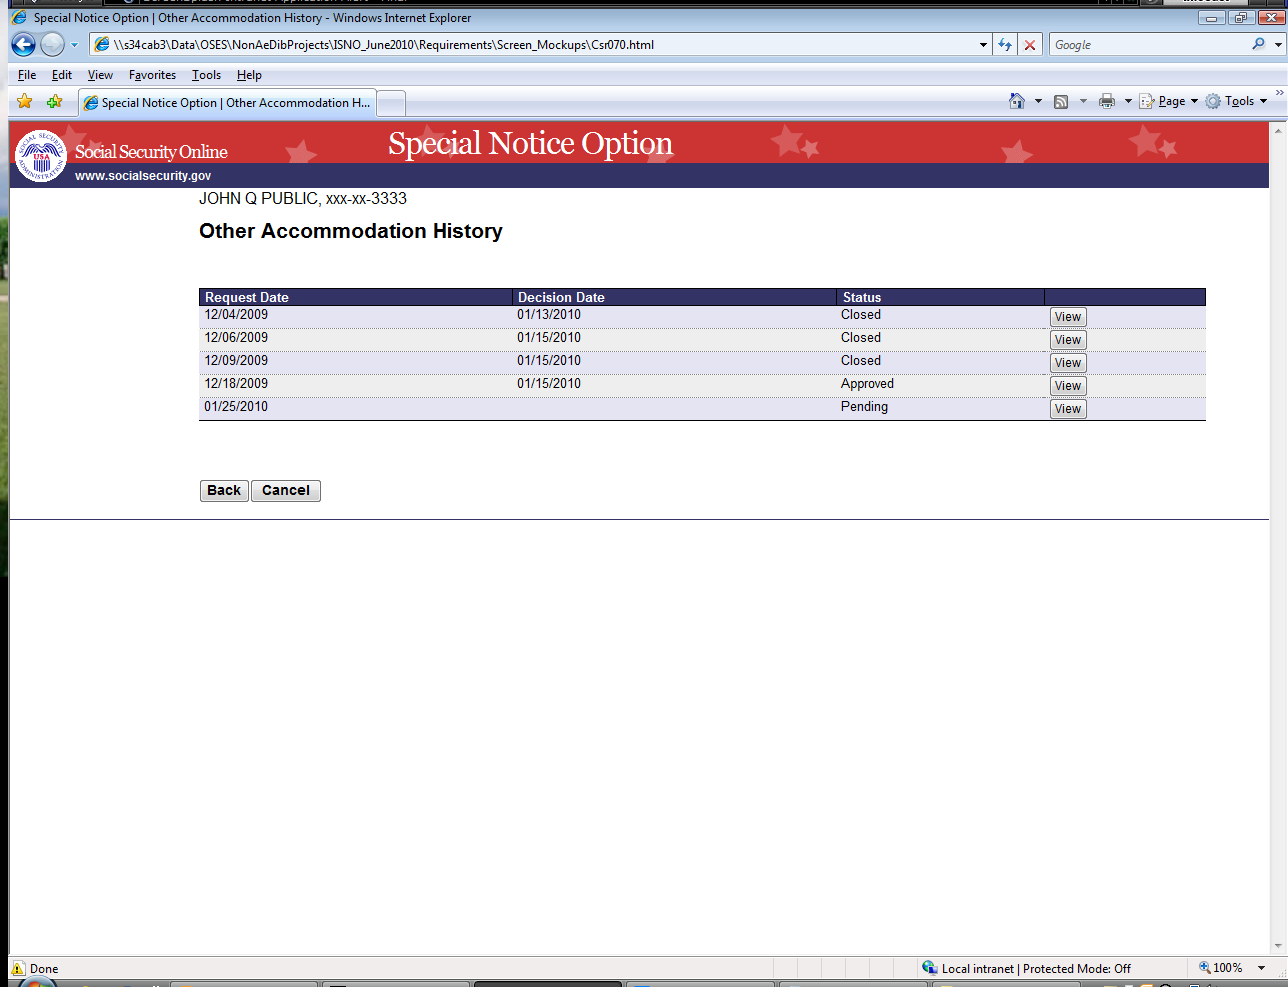 Special Notice Option | Other Accommodation History - Windows Internet Explorer
\\s34cab3\Data\OSES\NonAeDibProjects\ISNO_June2010\Requirements\Screen_Mockups\Csr070.html
Google
File Edit View Favorites Tools Help
Special Notice Option | Other Accommodation H...
Page Tools »
SOCIAL SECURITY ADMINISTRATION
USA
Social Security Online
Special Notice Option
www.socialsecurity.gov
JOHN Q PUBLIC, xxx-xx-3333
Other Accommodation History
Request Date Decision Date Status
12/04/2009 01/13/2010 Closed View
12/06/2009 01/15/2010 Closed View
12/09/2009 01/15/2010 Closed View
12/18/2009 01/15/2010 Approved View
01/25/2010 Pending View
Back Cancel
Done
Local intranet | Protected Mode: Off
100%